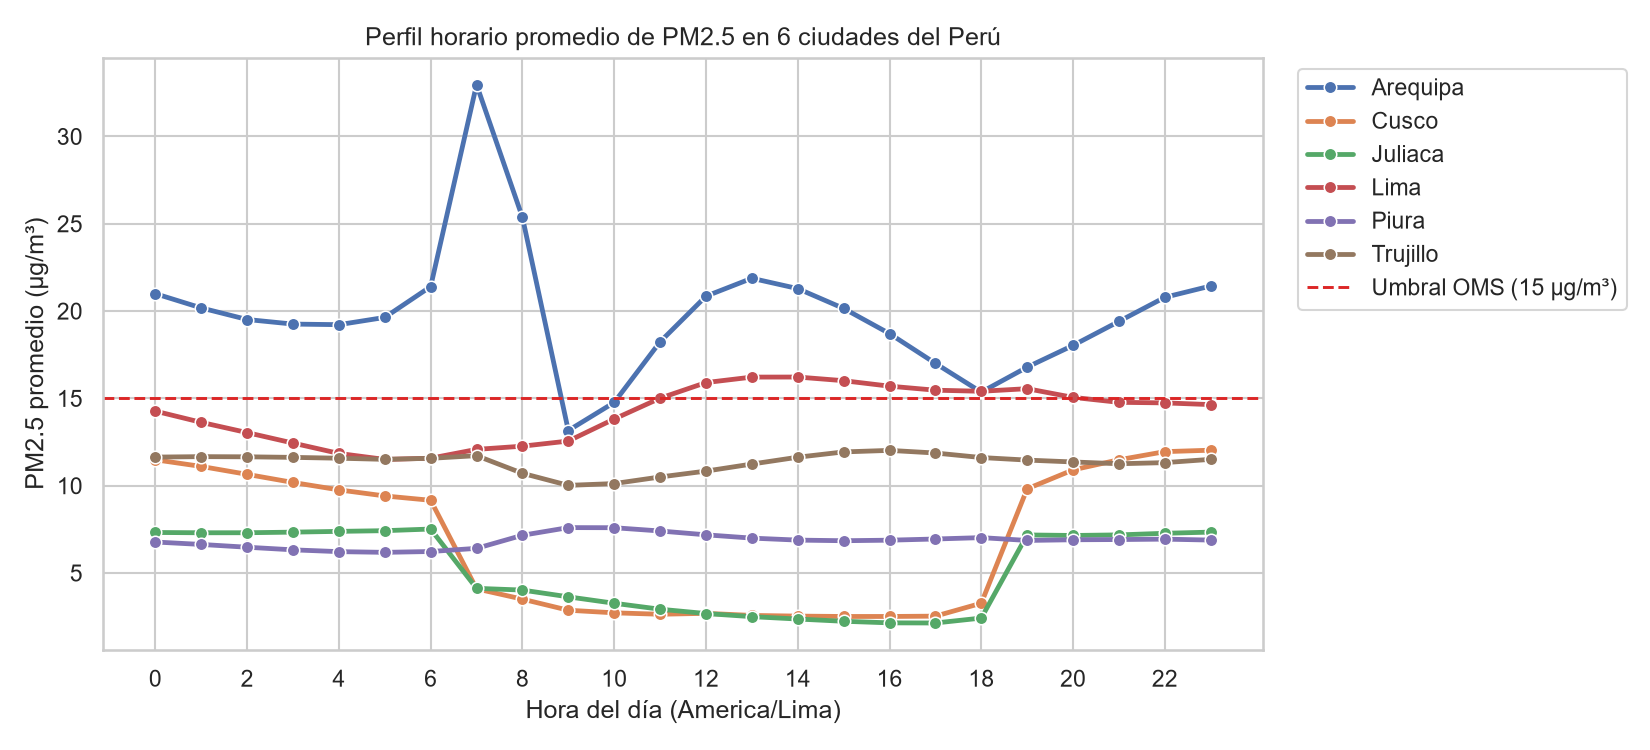 Perfil horario promedio de PM2.5 en 6 ciudades del Perú
PM2.5 promedio (µg/m³)
30
25
20
15
10
5
0 2 4 6 8 10 12 14 16 18 20 22
Hora del día (America/Lima)
Arequipa
Cusco
Juliaca
Lima
Piura
Trujillo
Umbral OMS (15 µg/m³)